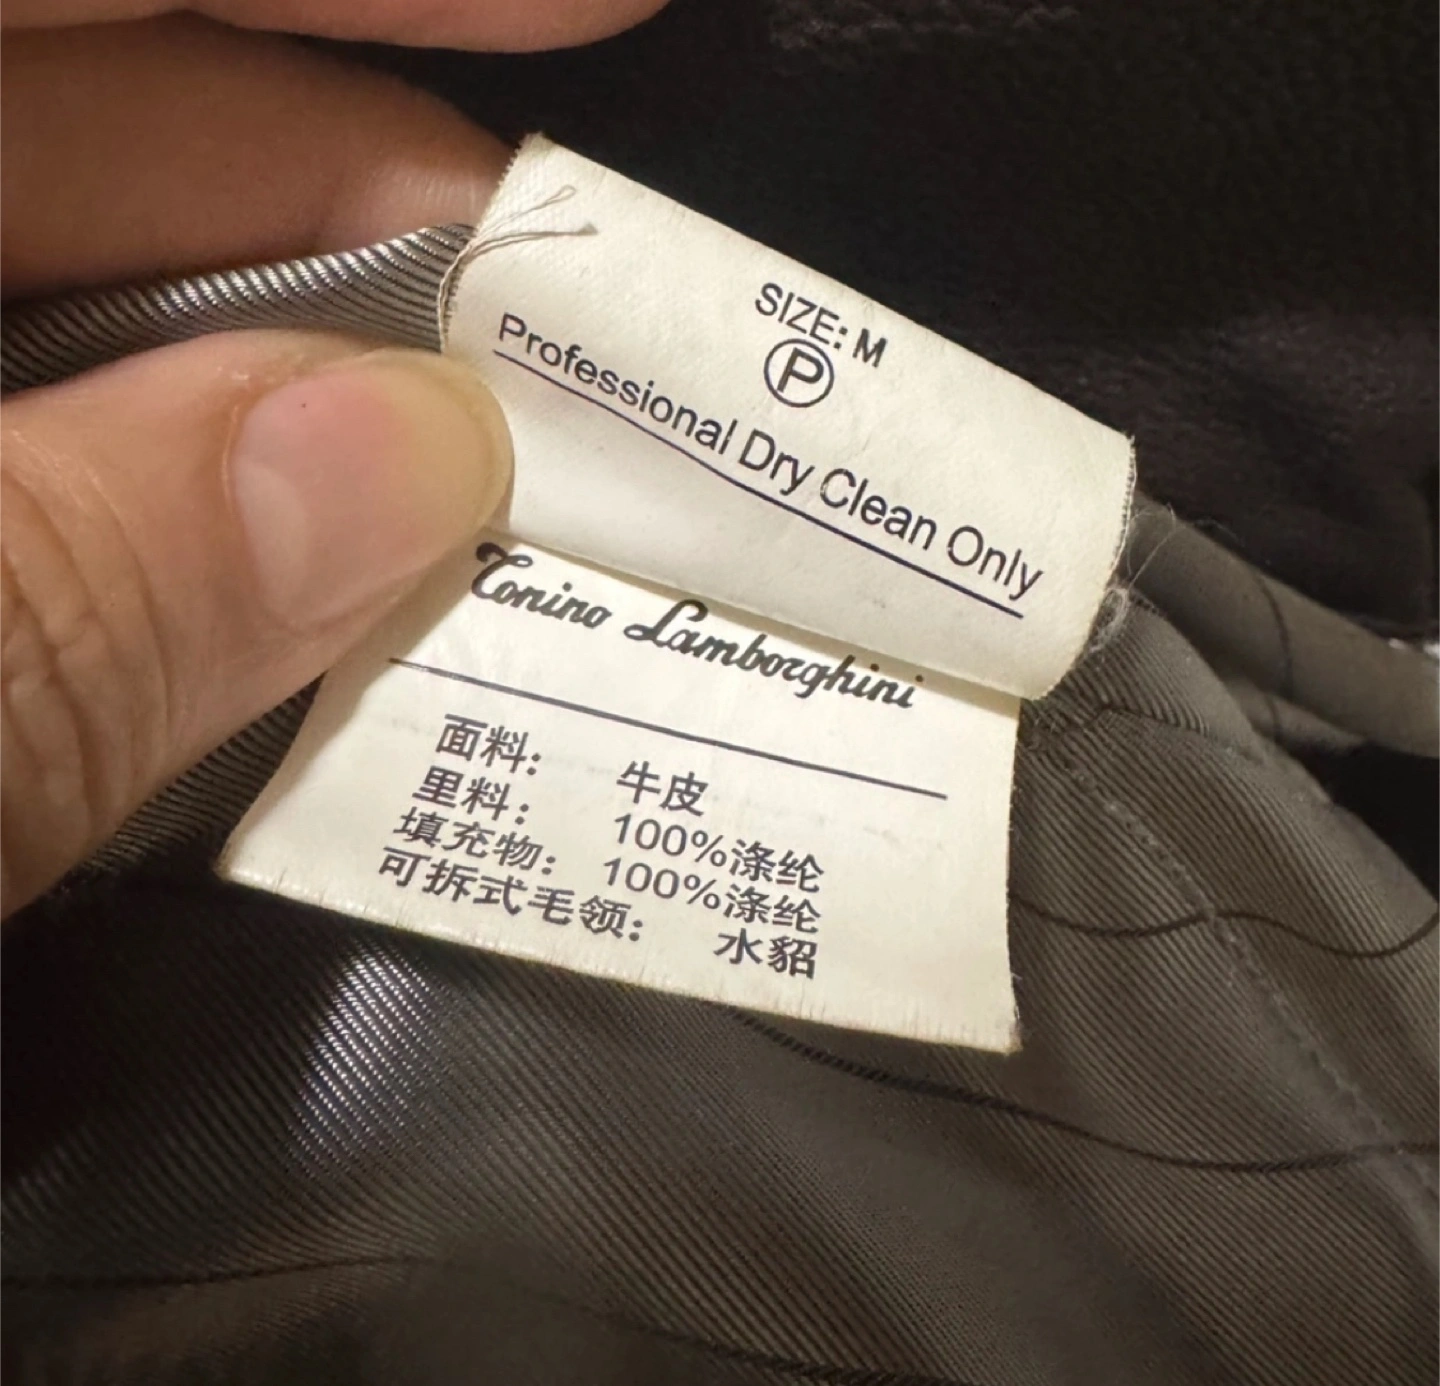 SIZE: M
P
Professional Dry Clean Only
Tonino Lamborghini
面料: 牛皮
里料: 100%涤纶
填充物: 100%涤纶
可拆式毛领: 水貂